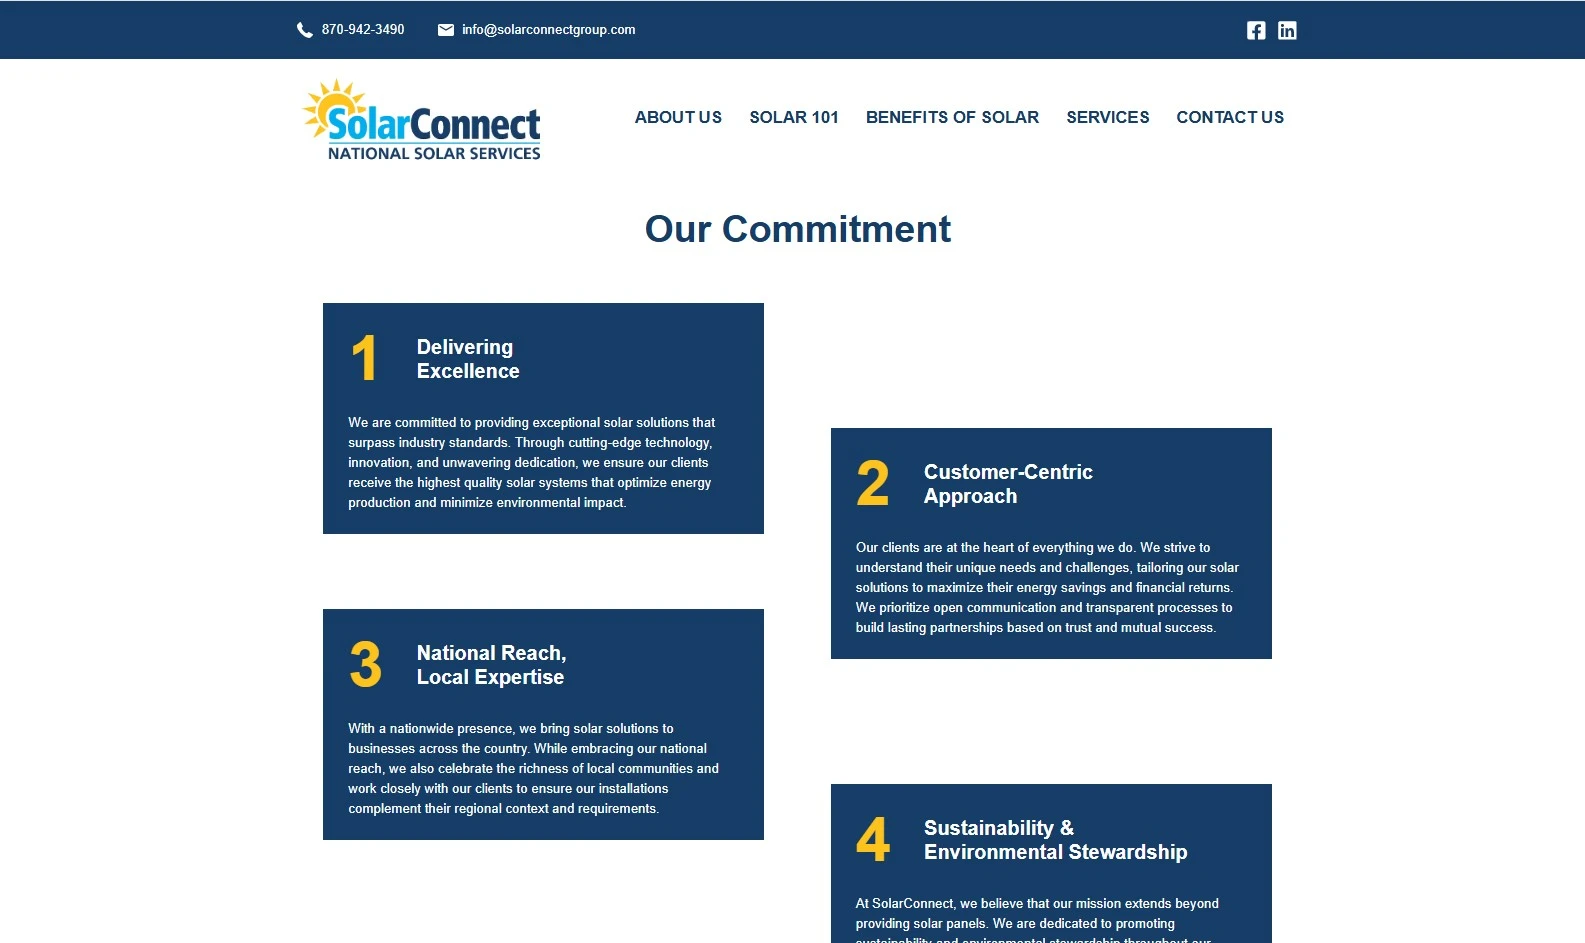 870-942-3490
info@solarconnectgroup.com
SolarConnect
NATIONAL SOLAR SERVICES
ABOUT US
SOLAR 101
BENEFITS OF SOLAR
SERVICES
CONTACT US
Our Commitment
1
Delivering
Excellence
We are committed to providing exceptional solar solutions that
surpass industry standards. Through cutting-edge technology,
innovation, and unwavering dedication, we ensure our clients
receive the highest quality solar systems that optimize energy
production and minimize environmental impact.
2
Customer-Centric
Approach
Our clients are at the heart of everything we do. We strive to
understand their unique needs and challenges, tailoring our solar
solutions to maximize their energy savings and financial returns.
We prioritize open communication and transparent processes to
build lasting partnerships based on trust and mutual success.
3
National Reach,
Local Expertise
With a nationwide presence, we bring solar solutions to
businesses across the country. While embracing our national
reach, we also celebrate the richness of local communities and
work closely with our clients to ensure our installations
complement their regional context and requirements.
4
Sustainability &
Environmental Stewardship
At SolarConnect, we believe that our mission extends beyond
providing solar panels. We are dedicated to promoting
sustainability and environmental stewardship throughout our